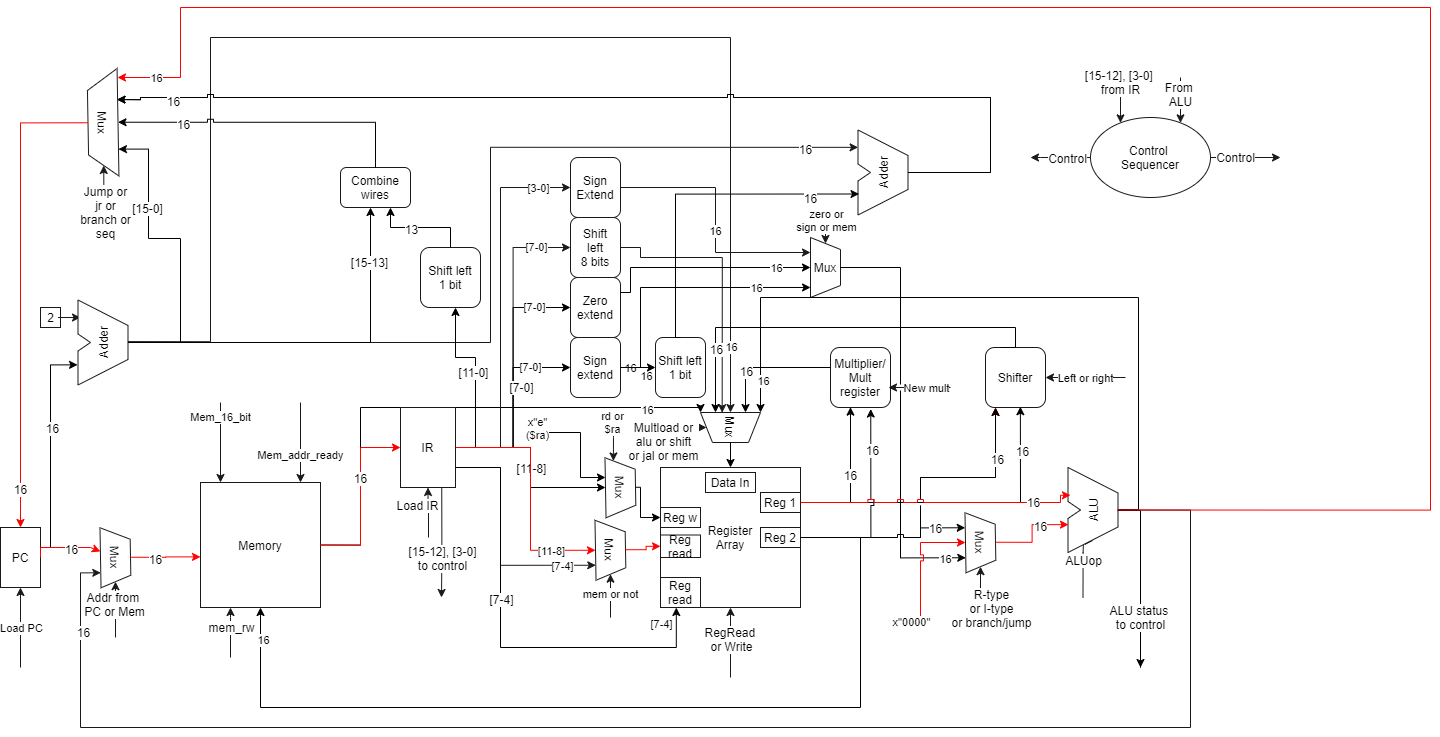 16
16
16
Mux
Jump or
jr or
branch or
seq
[15-0]
Combine
wires
13
[15-13]
Shift left
1 bit
[11-0]
2
Adder
16
16
PC
16
Load PC
Mux
16
Addr from
PC or Mem
16
Mem_16_bit
Mem_addr_ready
Memory
mem_rw
16
16
IR
Load IR
[15-12], [3-0]
to control
[3-0]
Sign
Extend
[7-0]
Shift
left
8 bits
[7-0]
Zero
extend
[7-0]
Sign
extend
[7-0]
16
16
Shift left
1 bit
16
16
16
16
16
Adder
zero or
sign or mem
Mux
16
16
16
16
16
16
Mux
Multload or
alu or shift
or jal or mem
x"e"
($ra)
rd or
$ra
Mux
[11-8]
[11-8]
[7-4]
[7-4]
[7-4]
Mux
mem or not
Data In
Reg w
Reg
read
Reg
read
Register
Array
Reg 1
Reg 2
RegRead
or Write
Multiplier/
Mult
register
New mult
16
16
Shifter
Left or right
16
16
16
16
16
16
Mux
x"0000"
R-type
or I-type
or branch/jump
ALU
ALUop
ALU status
to control
[15-12], [3-0]
from IR
From
ALU
Control
Control
Sequencer
Control